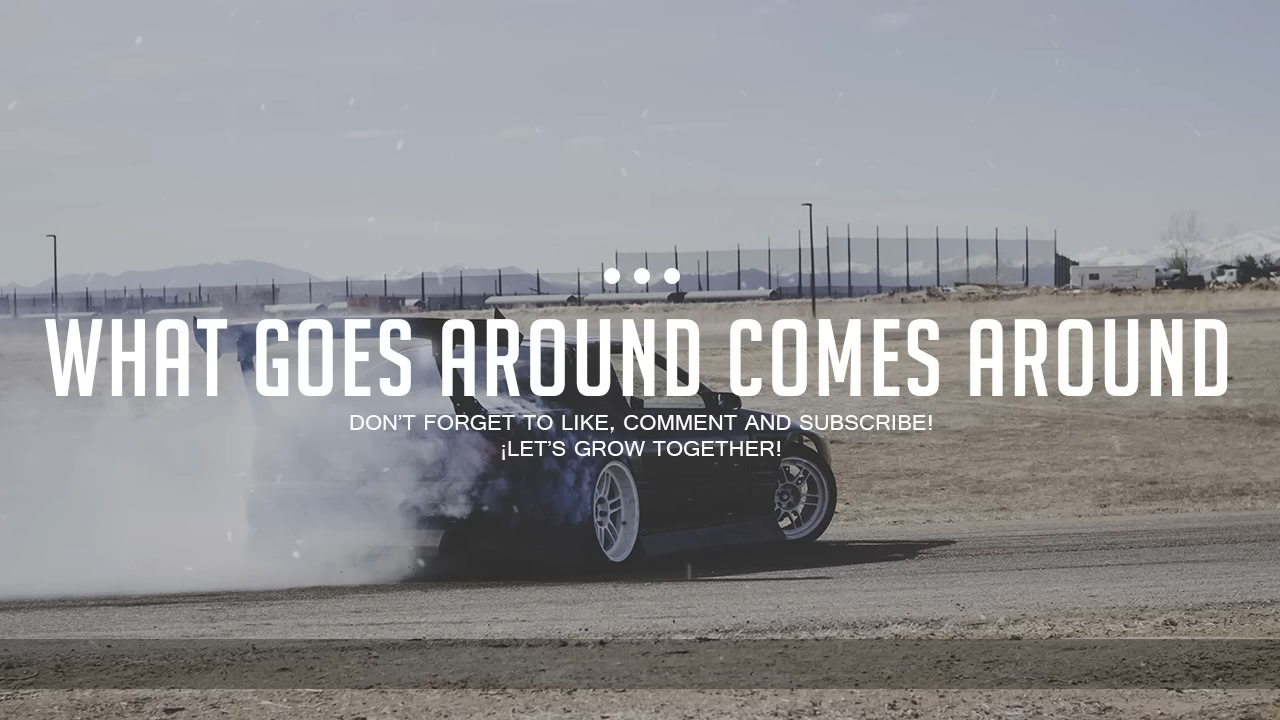 WHAT GOES AROUND COMES AROUND
DON'T FORGET TO LIKE, COMMENT AND SUBSCRIBE!
¡LET'S GROW TOGETHER!